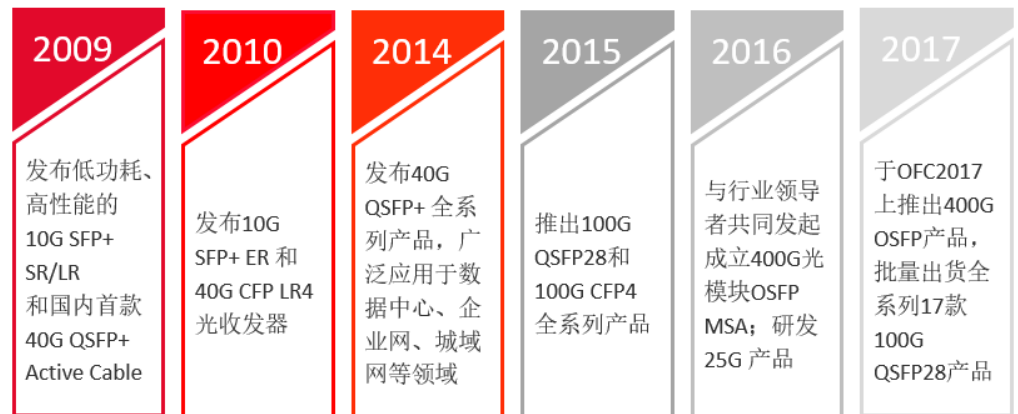 2009
发布低功耗、
高性能的
10G SFP+
SR/LR
和国内首款
40G QSFP+
Active Cable
2010
发布10G
SFP+ ER 和
40G CFP LR4
光收发器
2014
发布40G
QSFP+ 全系
列产品，广
泛应用于数
据中心、企
业网、城域
网等领域
2015
推出100G
QSFP28和
100G CFP4
全系列产品
2016
与行业领导
者共同发起
成立400G光
模块OSFP
MSA；研发
25G 产品
2017
于OFC2017
上推出400G
OSFP产品，
批量出货全
系列17款
100G
QSFP28产品